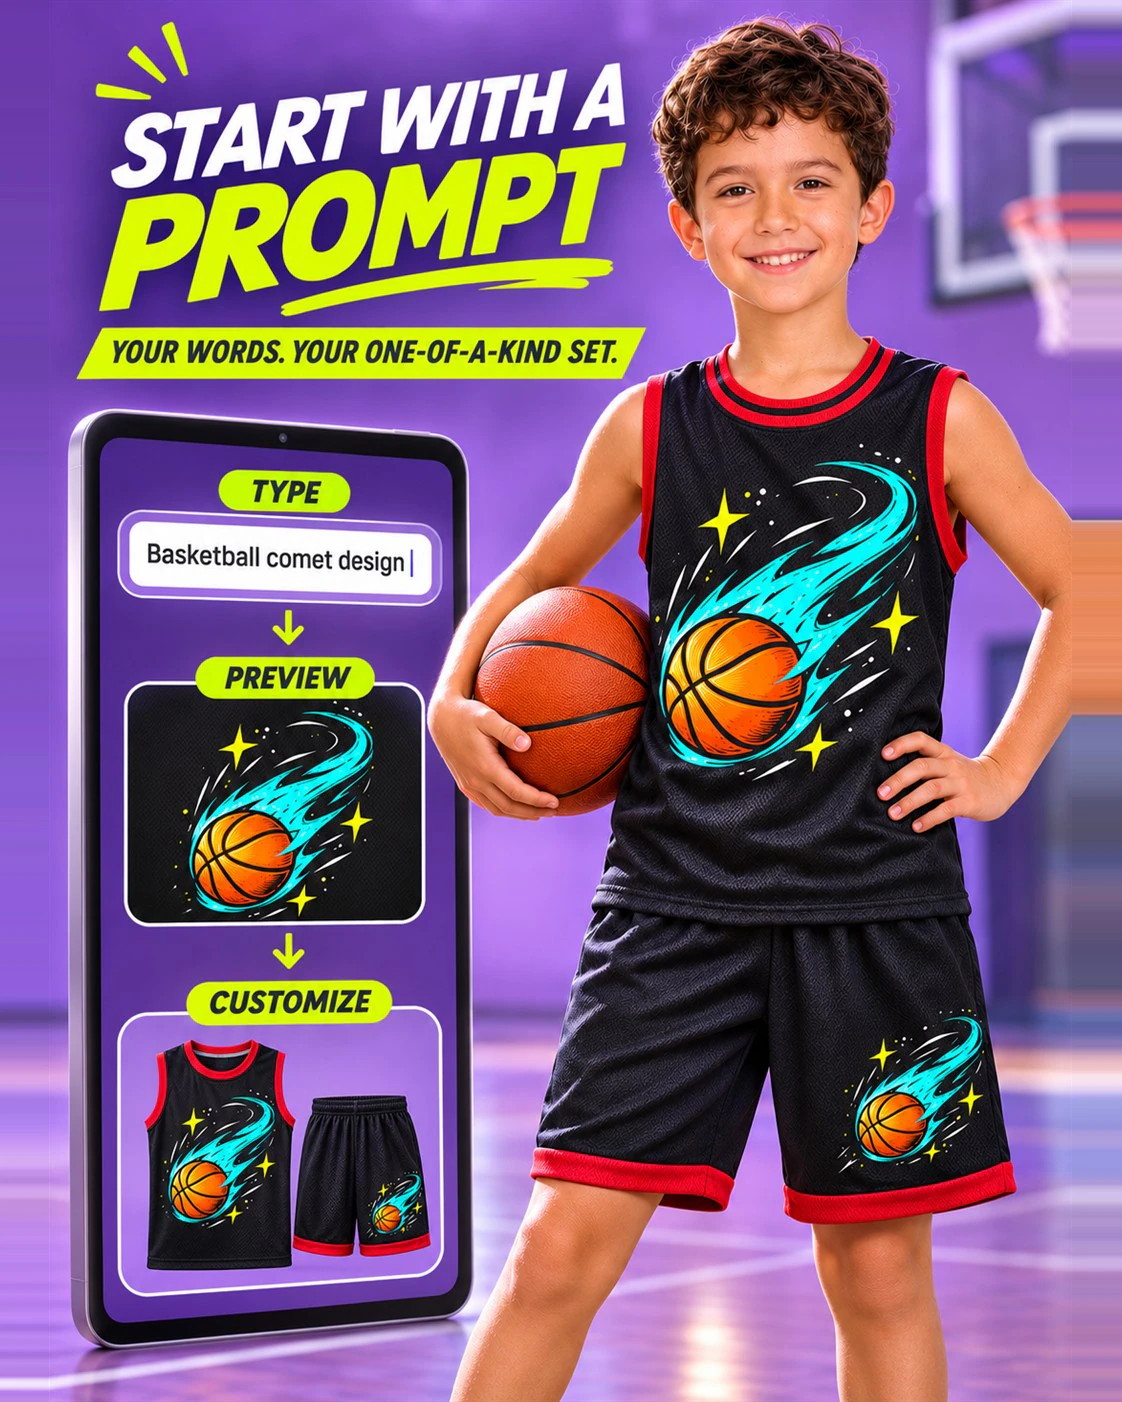 START WITH A
PROMPT
YOUR WORDS. YOUR ONE-OF-A-KIND SET.
TYPE
Basketball comet design
PREVIEW
CUSTOMIZE